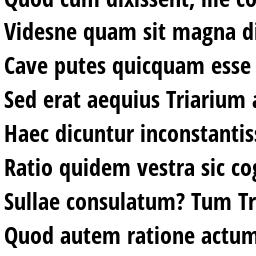 Quod cum dixissent, ille co
Videsne quam sit magna di
Cave putes quicquam esse
Sed erat aequius Triarium a
Haec dicuntur inconstantiss
Ratio quidem vestra sic cog
Sullae consulatum? Tum Tr
Quod autem ratione actum